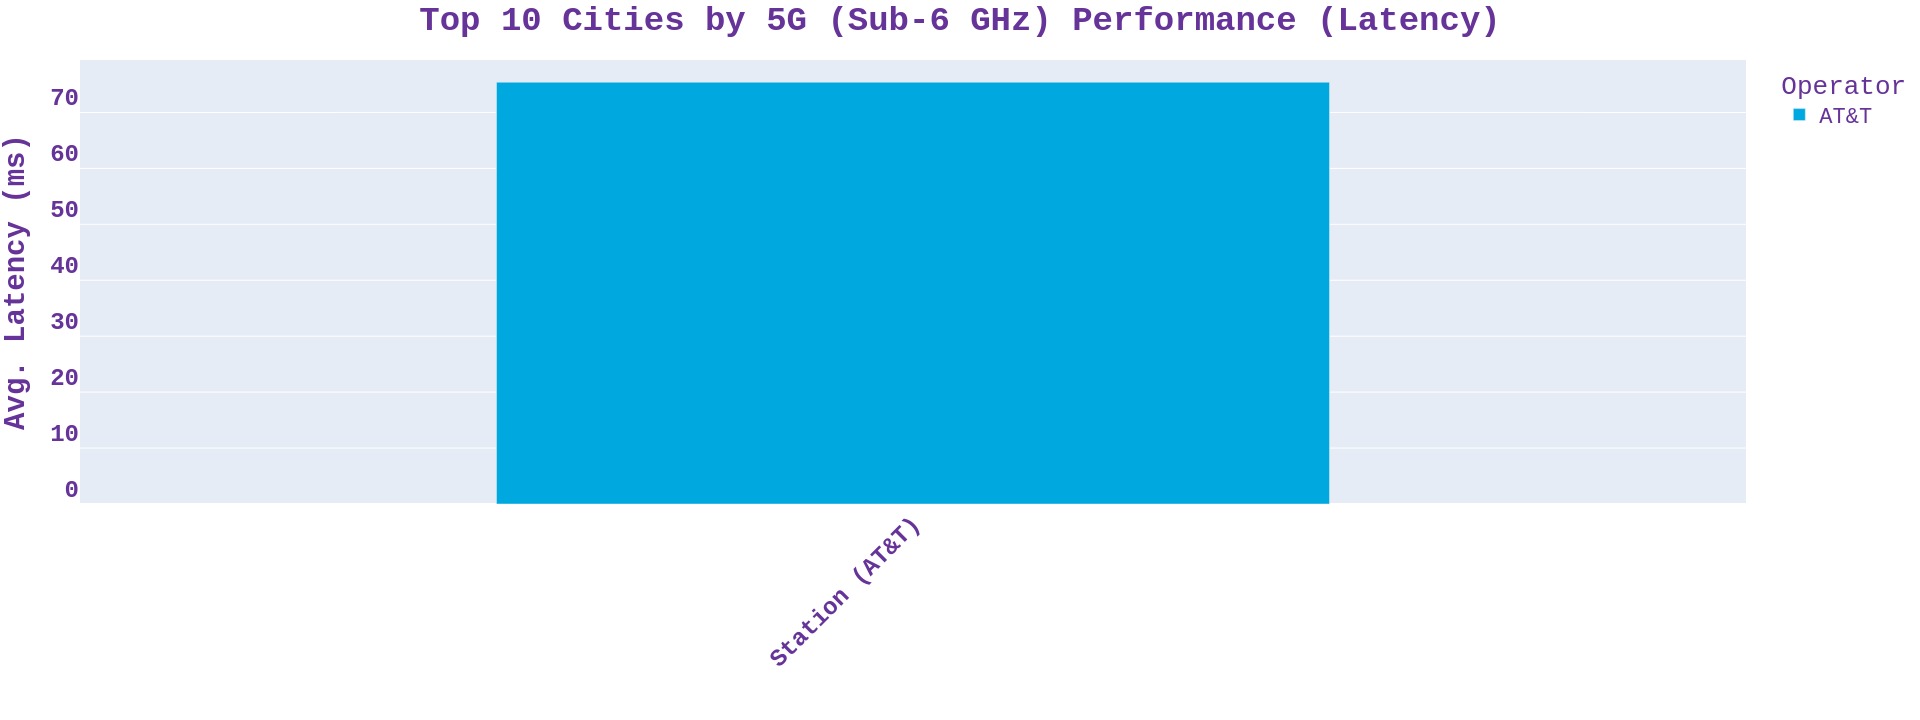 Top 10 Cities by 5G (Sub-6 GHz) Performance (Latency)
Avg. Latency (ms)
70
60
50
40
30
20
10
0
Station (AT&T)
Operator
AT&T